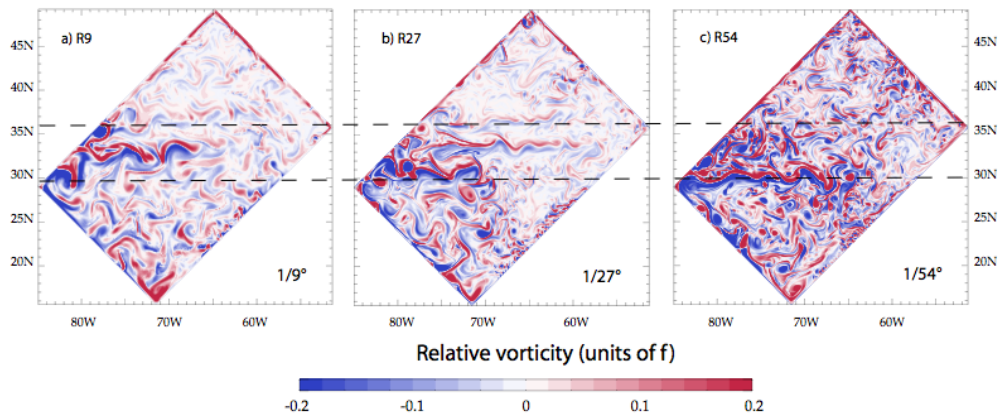 a) R9
b) R27
c) R54
45N
40N
35N
30N
25N
20N
45N
40N
35N
30N
25N
20N
1/9°
1/27°
1/54°
80W 70W 60W 80W 70W 60W 80W 70W 60W
Relative vorticity (units of f)
-0.2 -0.1 0 0.1 0.2